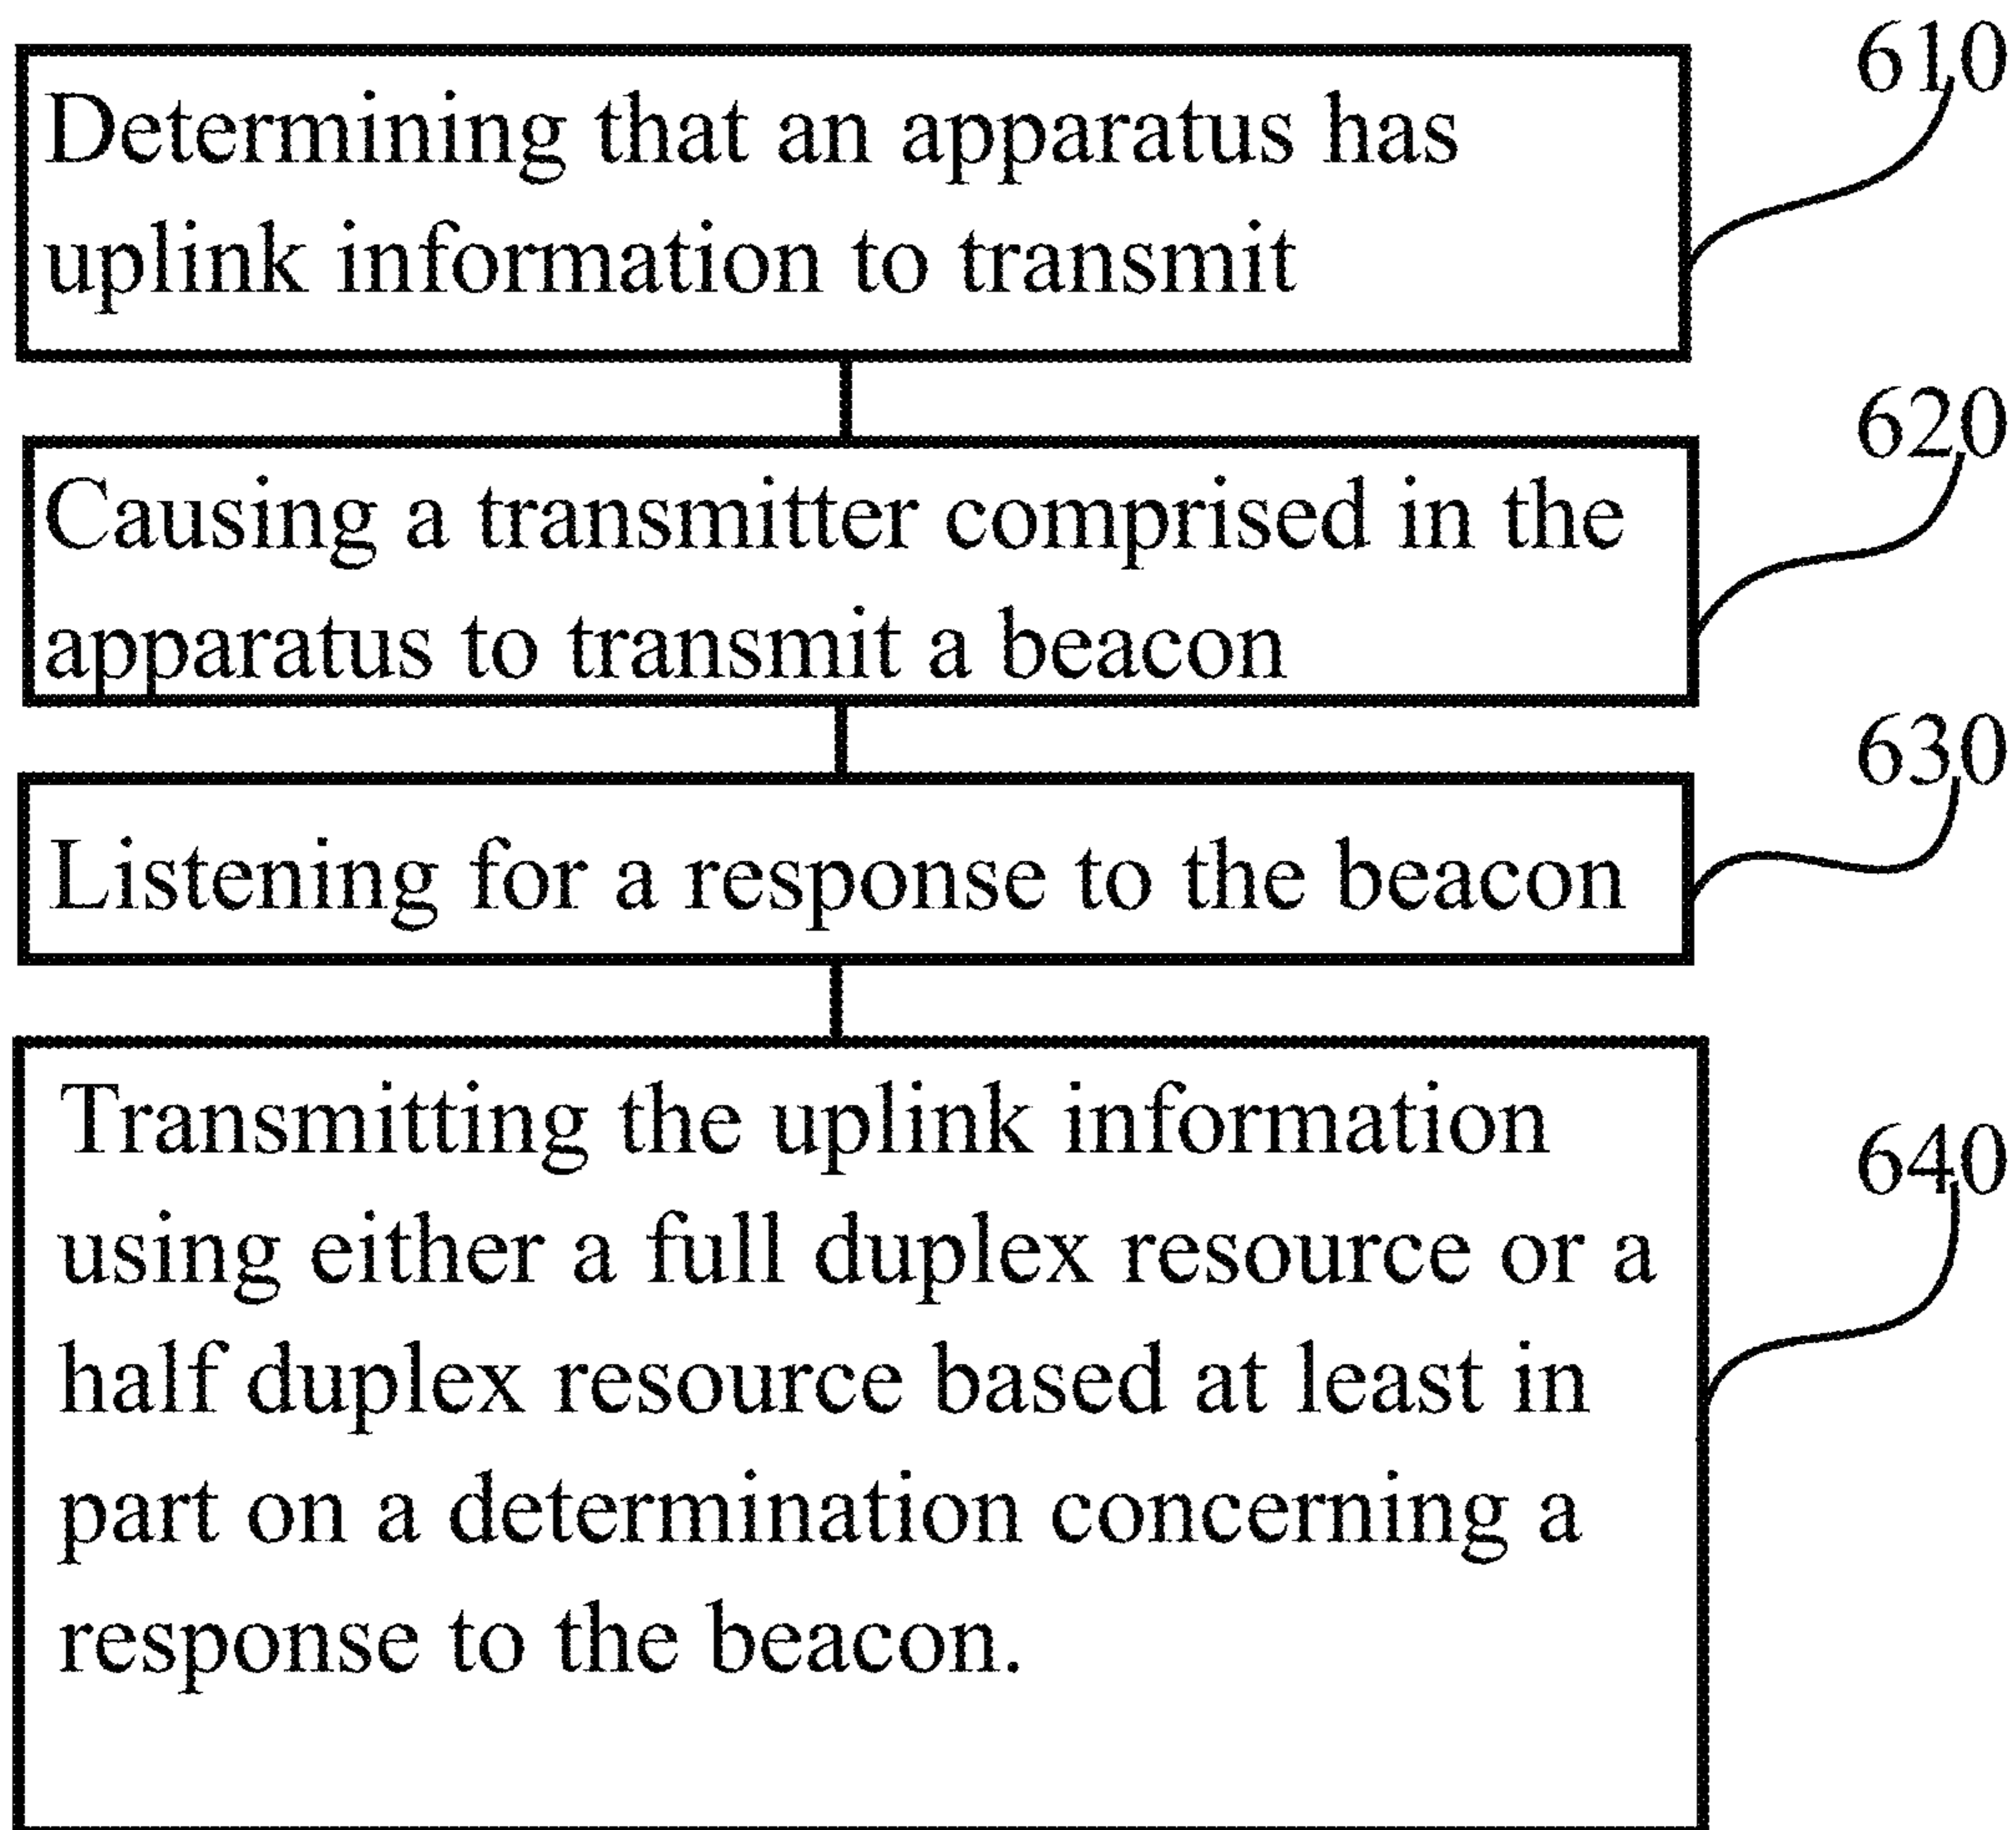 610
Determining that an apparatus has
uplink information to transmit
620
Causing a transmitter comprised in the
apparatus to transmit a beacon
630
Listening for a response to the beacon
640
Transmitting the uplink information
using either a full duplex resource or a
half duplex resource based at least in
part on a determination concerning a
response to the beacon.